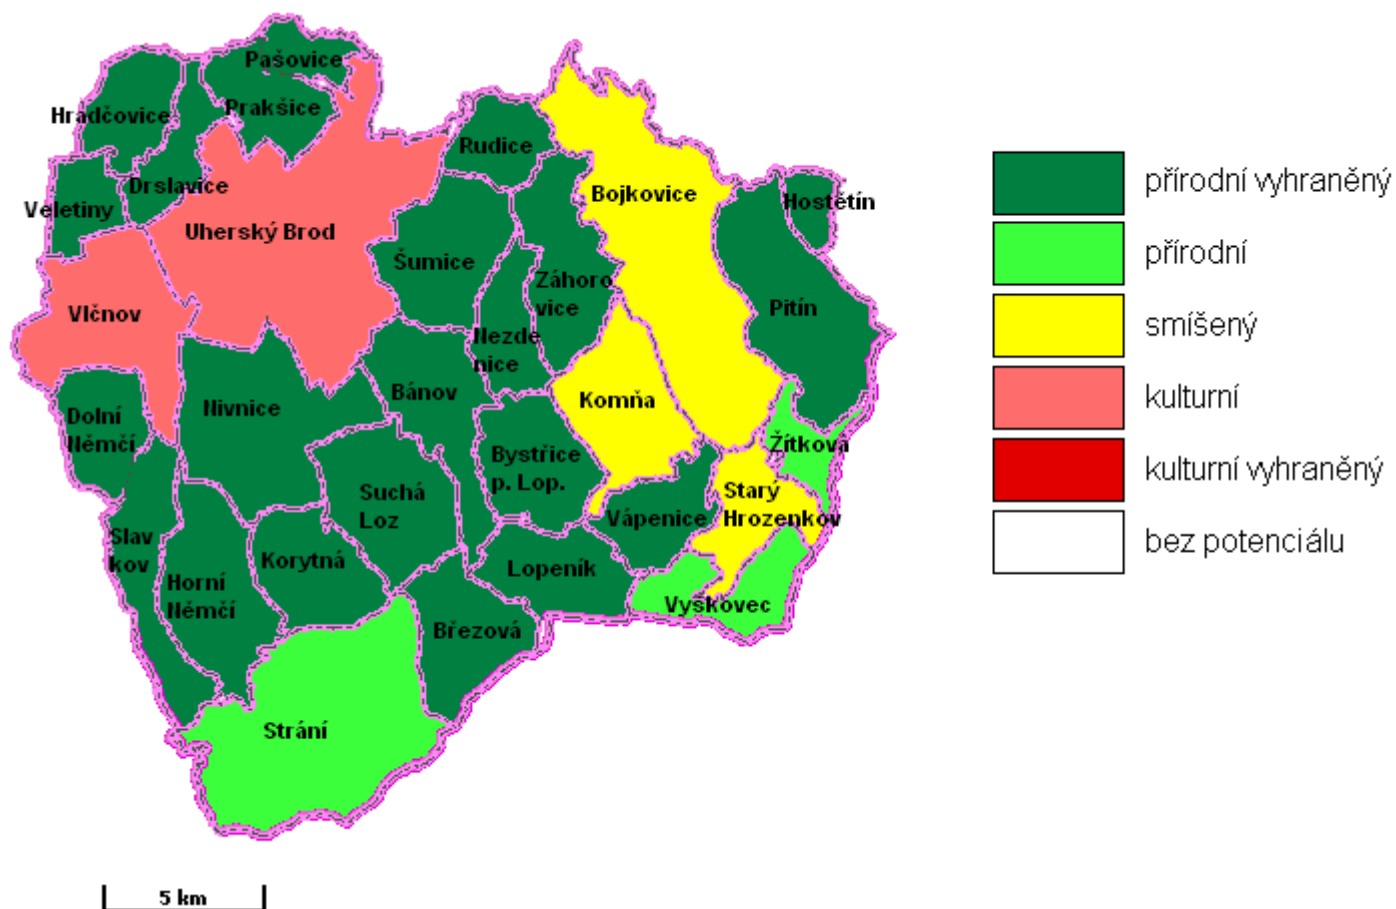 Pašovice
Hradčovice
Prakšice
Rudice
Drslavice
Veletiny
Uherský Brod
Bojkovice
Hostětín
Šumice
Záhoro
vice
Vlčnov
Pitín
Nezde
nice
Bánov
Komňa
Nivnice
Dolní
Němčí
Žítková
Bystřice
p. Lop.
Suchá
Loz
Starý
Hrozenkov
Vápenice
Slav
kov
Korytná
Lopeník
Horní
Němčí
Vyškovec
Březová
Strání
5 km
přírodní vyhraněný
přírodní
smíšený
kulturní
kulturní vyhraněný
bez potenciálu